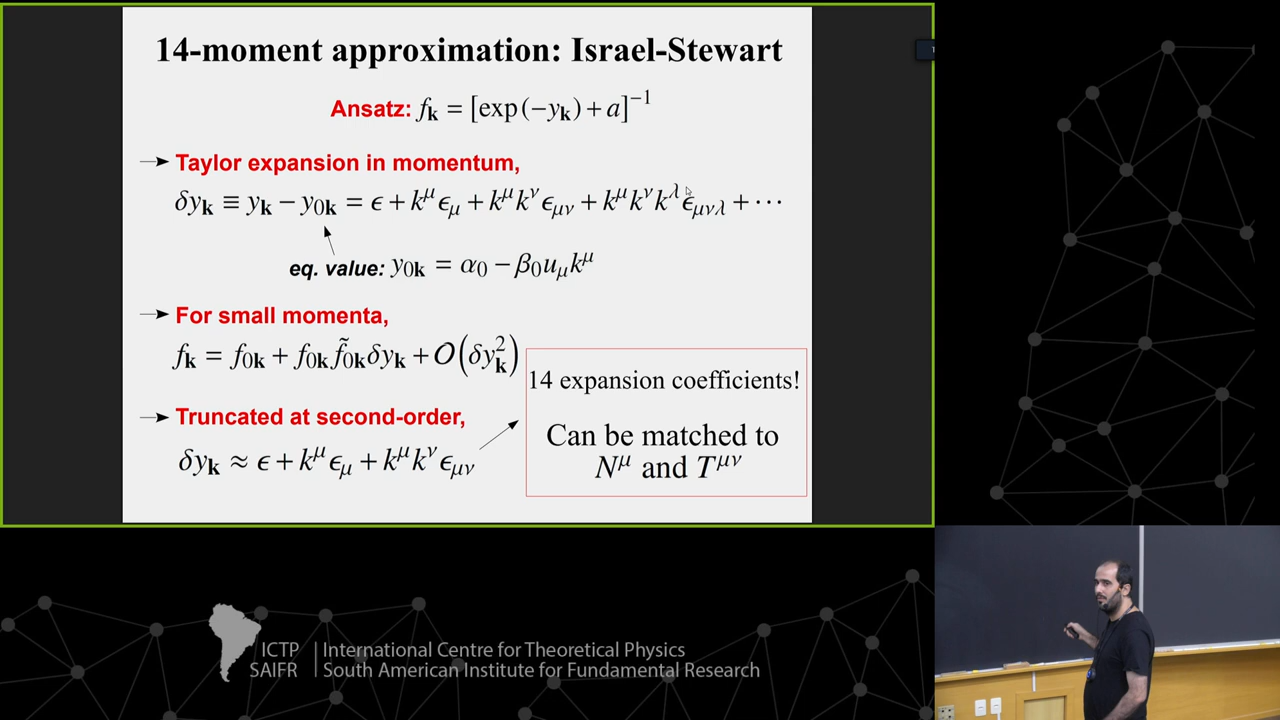 14-moment approximation: Israel-Stewart
Ansatz: f_𝐤 = [exp(−y_𝐤) + a]^{−1}
Taylor expansion in momentum,
δy_𝐤 ≡ y_𝐤 − y_{0𝐤} = ϵ + k^μ ϵ_μ + k^μ k^ν ϵ_{μν} + k^μ k^ν k^λ ϵ_{μνλ} + ⋯
eq. value: y_{0𝐤} = α_0 − β_0 u_μ k^μ
For small momenta,
f_𝐤 = f_{0𝐤} + f_{0𝐤} f̃_{0𝐤} δy_𝐤 + 𝒪(δy_𝐤^2)
Truncated at second-order,
δy_𝐤 ≈ ϵ + k^μ ϵ_μ + k^μ k^ν ϵ_{μν}
14 expansion coefficients!
Can be matched to
N^μ and T^{μν}
ICTP
SAIFR
International Centre for Theoretical Physics
South American Institute for Fundamental Research